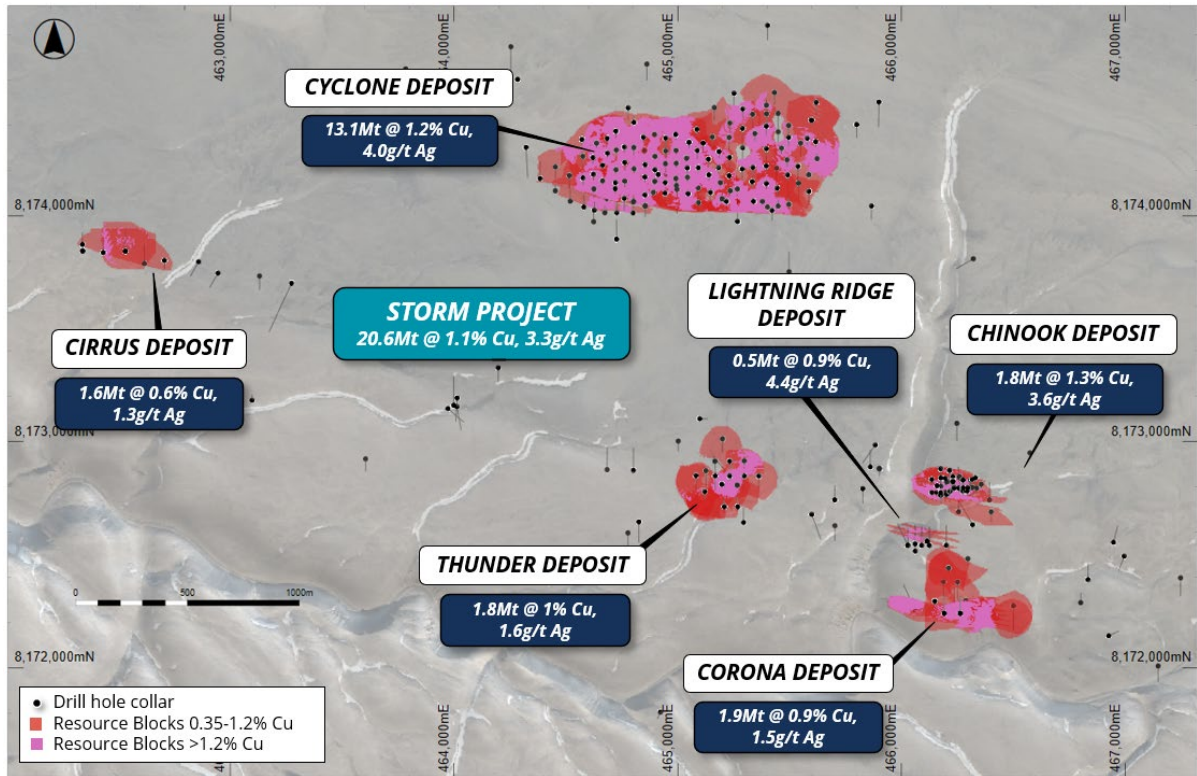 463,000mE
464,000mE
465,000mE
466,000mE
467,000mE
CYCLONE DEPOSIT
13.1Mt @ 1.2% Cu,
4.0g/t Ag
8,174,000mN
8,174,000mN
STORM PROJECT
20.6Mt @ 1.1% Cu, 3.3g/t Ag
LIGHTNING RIDGE
DEPOSIT
0.5Mt @ 0.9% Cu,
4.4g/t Ag
CHINOOK DEPOSIT
1.8Mt @ 1.3% Cu,
3.6g/t Ag
CIRRUS DEPOSIT
1.6Mt @ 0.6% Cu,
1.3g/t Ag
8,173,000mN
8,173,000mN
THUNDER DEPOSIT
1.8Mt @ 1% Cu,
1.6g/t Ag
0 500 1000m
8,172,000mN
8,172,000mN
CORONA DEPOSIT
1.9Mt @ 0.9% Cu,
1.5g/t Ag
Drill hole collar
Resource Blocks 0.35-1.2% Cu
Resource Blocks >1.2% Cu
463,000mE
464,000mE
465,000mE
466,000mE
467,000mE